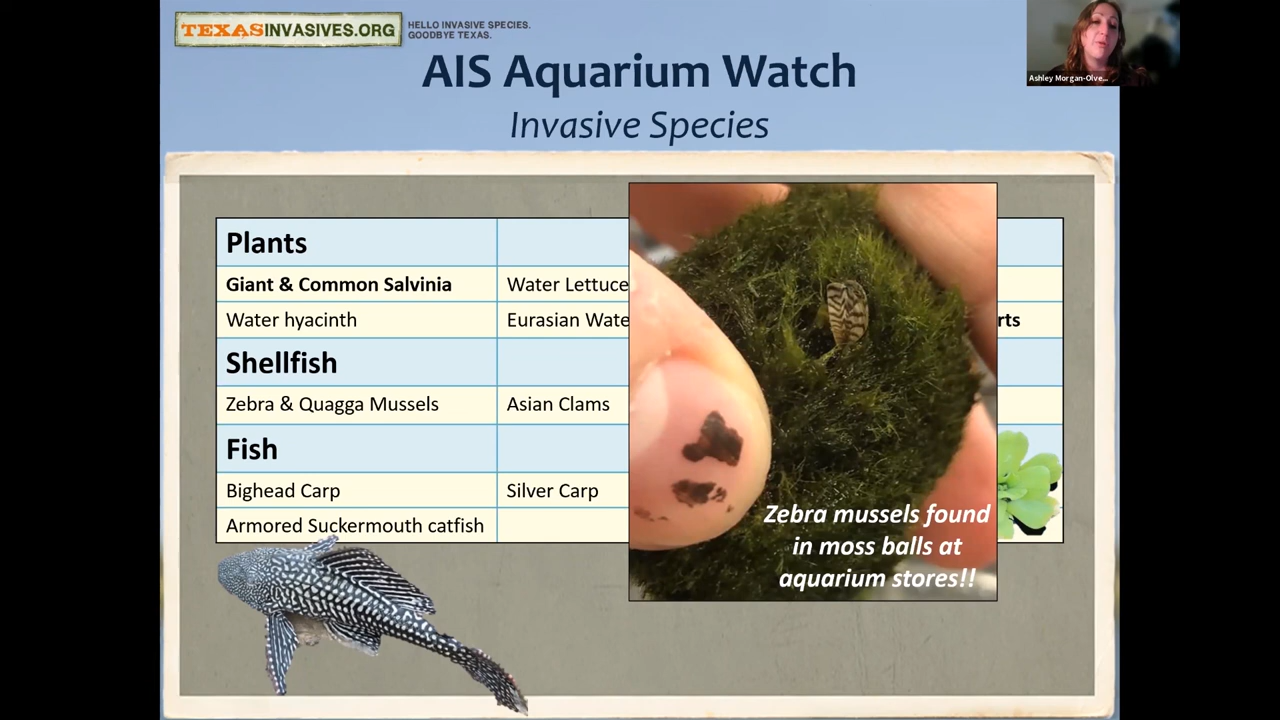 TEXASINVASIVES.ORG
HELLO INVASIVE SPECIES.
GOODBYE TEXAS.
Ashley Morgan-Olve...
AIS Aquarium Watch
Invasive Species
Plants
Giant & Common Salvinia
Water Lettuce
Water hyacinth
Eurasian Wate
rts
Shellfish
Zebra & Quagga Mussels
Asian Clams
Fish
Bighead Carp
Silver Carp
Armored Suckermouth catfish
Zebra mussels found
in moss balls at
aquarium stores!!